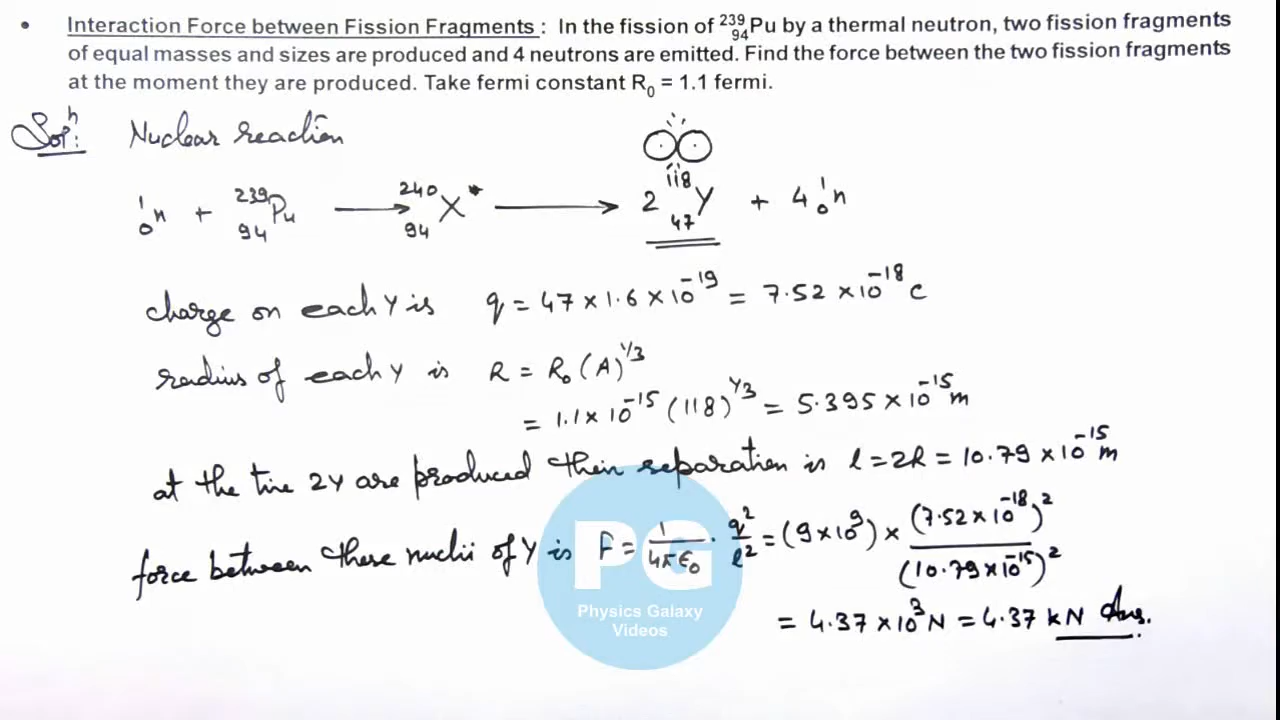 • Interaction Force between Fission Fragments : In the fission of ²³⁹₉₄Pu by a thermal neutron, two fission fragments
of equal masses and sizes are produced and 4 neutrons are emitted. Find the force between the two fission fragments
at the moment they are produced. Take fermi constant R₀ = 1.1 fermi.
Solⁿ: Nuclear reaction
¹₀n + ²³⁹₉₄Pu → ²⁴⁰₉₄X* → 2 ¹¹⁸₄₇Y + 4 ¹₀n
charge on each Y is q = 47 × 1.6 × 10⁻¹⁹ = 7.52 × 10⁻¹⁸ C
radius of each Y is R = R₀ (A)^1/3
= 1.1 × 10⁻¹⁵ (118)^1/3 = 5.395 × 10⁻¹⁵ m
at the time 2Y are produced their separation is l = 2R = 10.79 × 10⁻¹⁵ m
force between these nuclii of Y is F = 1/4πε₀ · q²/l² = (9×10⁹) × (7.52×10⁻¹⁸)²/(10.79×10⁻¹⁵)²
= 4.37 × 10³ N = 4.37 kN Ans.
PG
Physics Galaxy
Videos